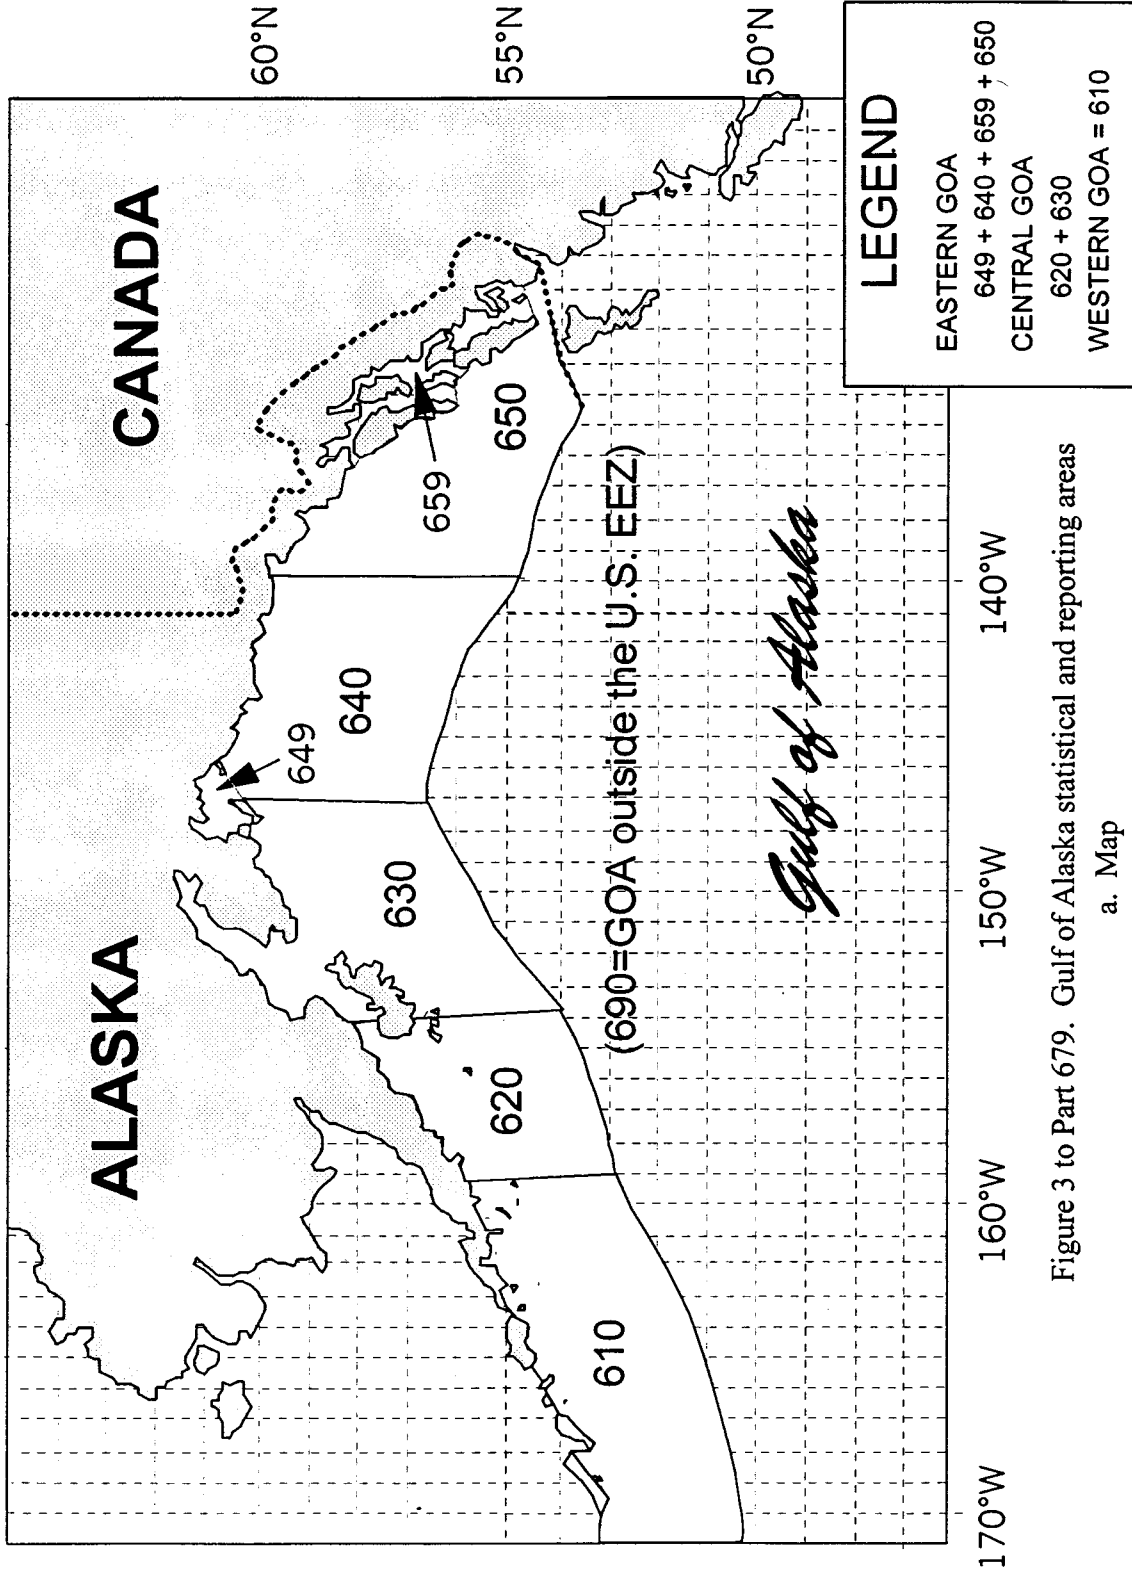 CANADA
ALASKA
60°N
55°N
50°N
649
640
659
650
630
620
610
(690=GOA outside the U.S. EEZ)
Gulf of Alaska
170°W
160°W
150°W
140°W
LEGEND
EASTERN GOA
649 + 640 + 659 + 650
CENTRAL GOA
620 + 630
WESTERN GOA = 610
Figure 3 to Part 679. Gulf of Alaska statistical and reporting areas
a. Map